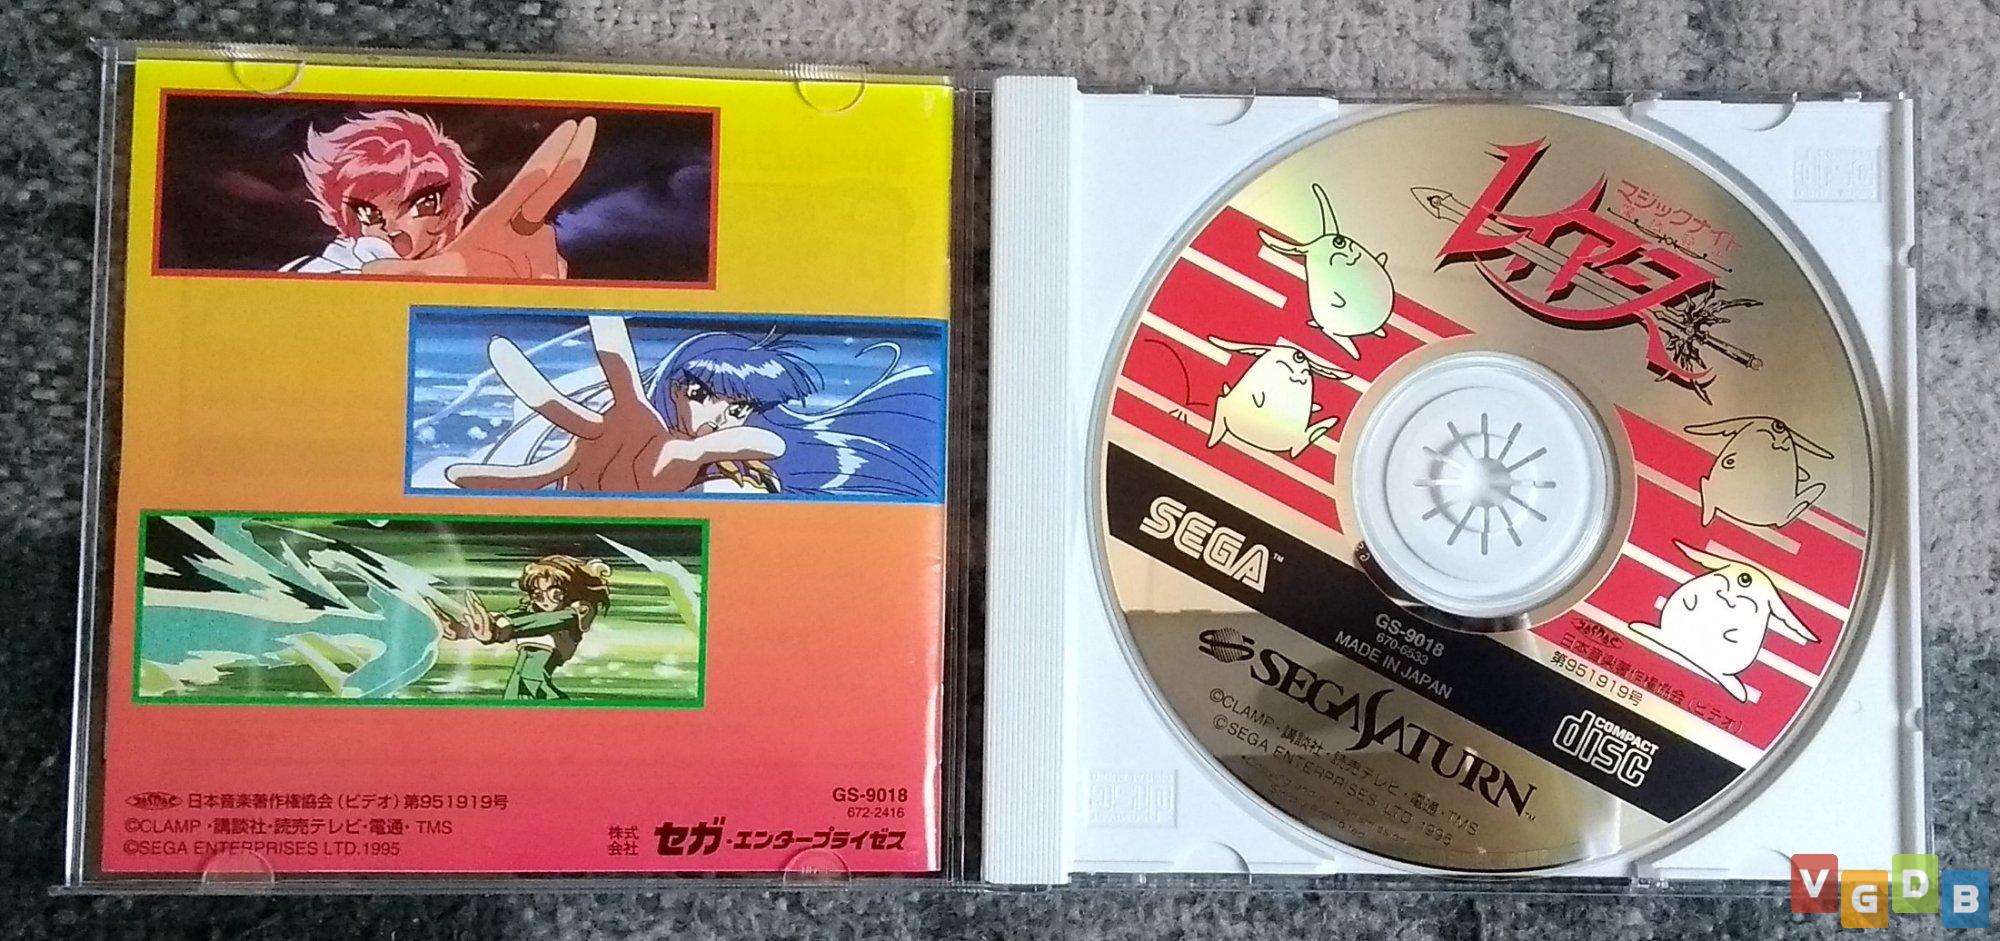 JASRAC 日本音楽著作権協会(ビデオ)第951919号
©CLAMP・講談社・読売テレビ・電通・TMS
©SEGA ENTERPRISES LTD.1995
GS-9018
672-2416
株式会社 セガ・エンタープライゼス
マジックナイト
レイアース
SEGA™
GS-9018
670-6533
MADE IN JAPAN
JASRAC
日本音楽著作権協会(ビデオ)
第951919号
COMPACT
disc
SEGA SATURN™
©CLAMP・講談社・読売テレビ・電通・TMS
©SEGA ENTERPRISES LTD. 1995
VGDB